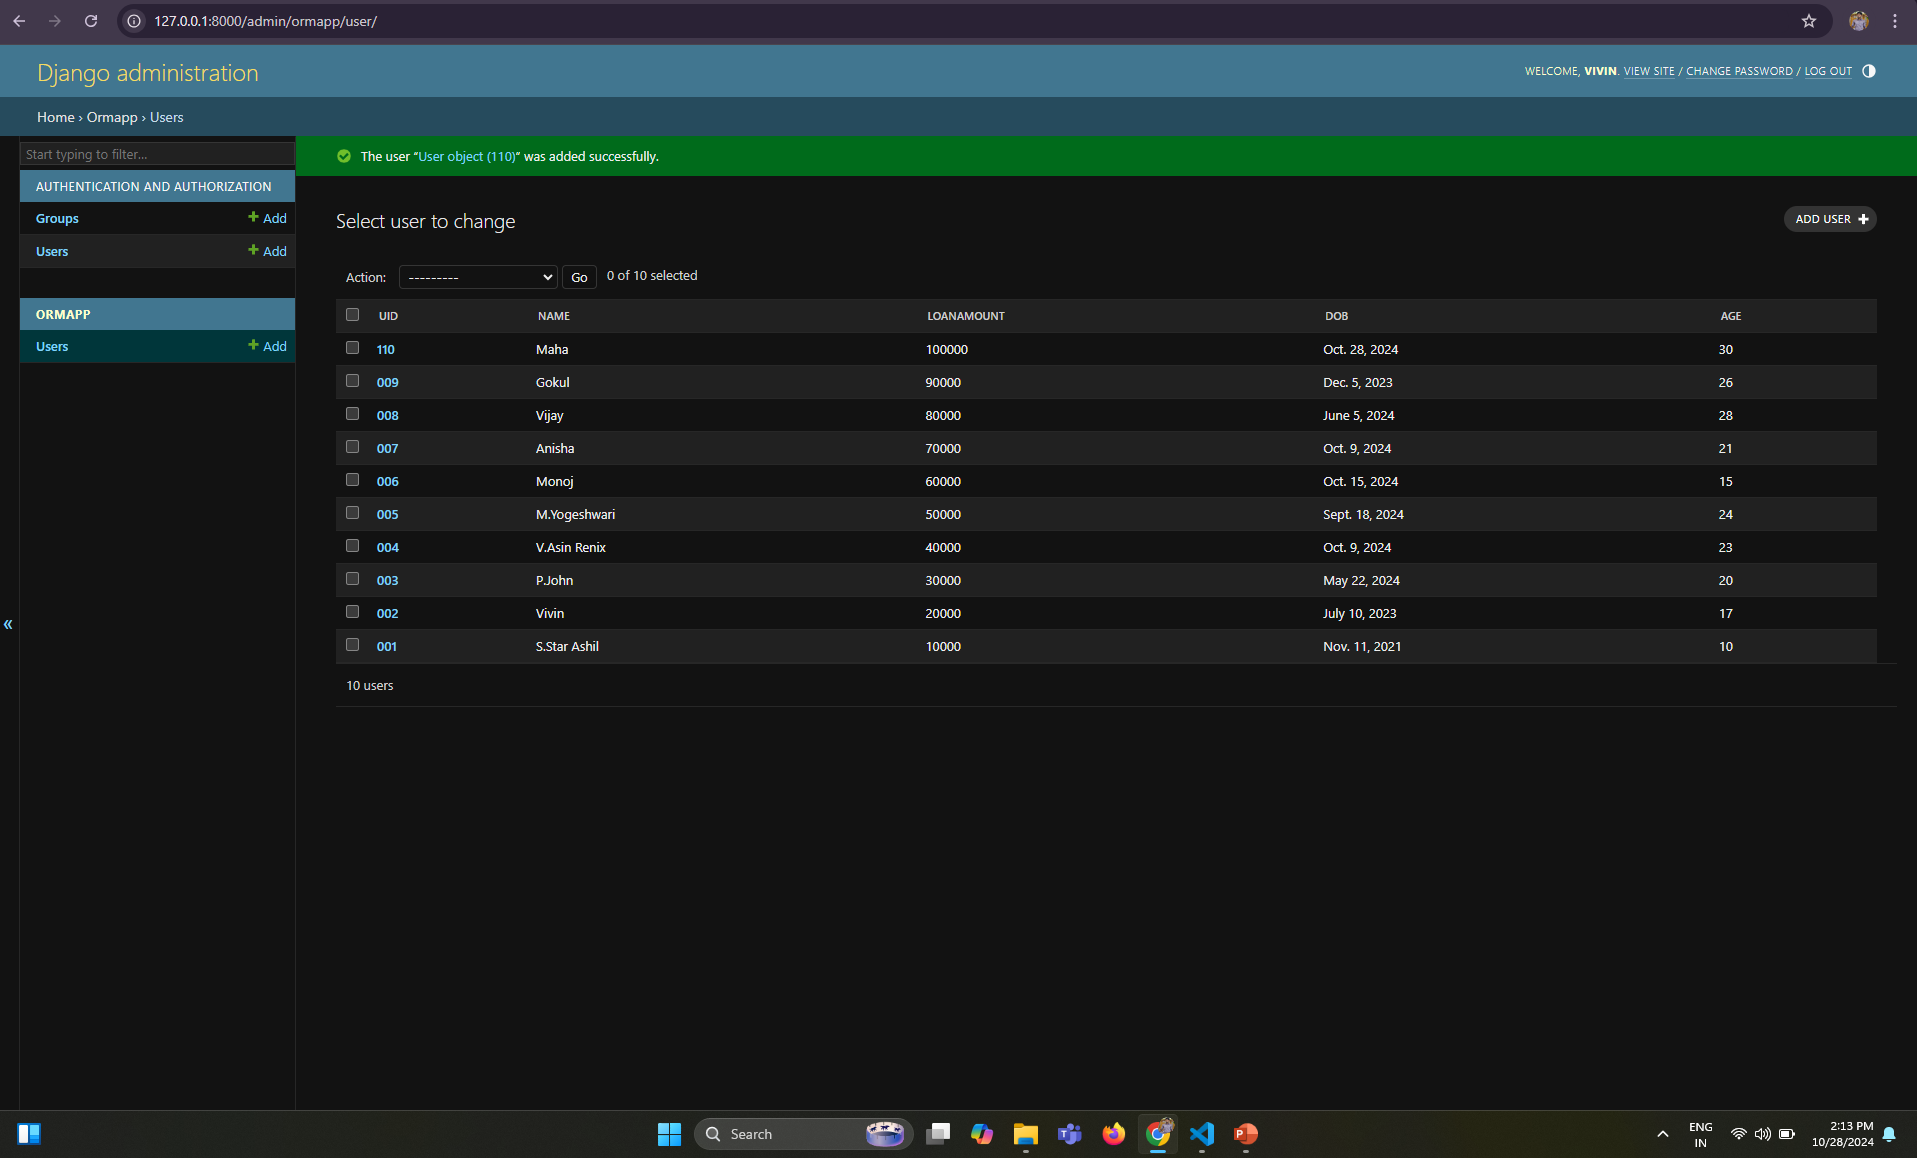 127.0.0.1:8000/admin/ormapp/user/
Django administration
WELCOME, VIVIN. VIEW SITE / CHANGE PASSWORD / LOG OUT
Home › Ormapp › Users
Start typing to filter...
The user “User object (110)” was added successfully.
AUTHENTICATION AND AUTHORIZATION
Groups + Add
Users + Add
ORMAPP
Users + Add
«
Select user to change
ADD USER +
Action: --------- Go 0 of 10 selected
UID NAME LOANAMOUNT DOB AGE
110 Maha 100000 Oct. 28, 2024 30
009 Gokul 90000 Dec. 5, 2023 26
008 Vijay 80000 June 5, 2024 28
007 Anisha 70000 Oct. 9, 2024 21
006 Monoj 60000 Oct. 15, 2024 15
005 M.Yogeshwari 50000 Sept. 18, 2024 24
004 V.Asin Renix 40000 Oct. 9, 2024 23
003 P.John 30000 May 22, 2024 20
002 Vivin 20000 July 10, 2023 17
001 S.Star Ashil 10000 Nov. 11, 2021 10
10 users
Search
ENG
IN
2:13 PM
10/28/2024